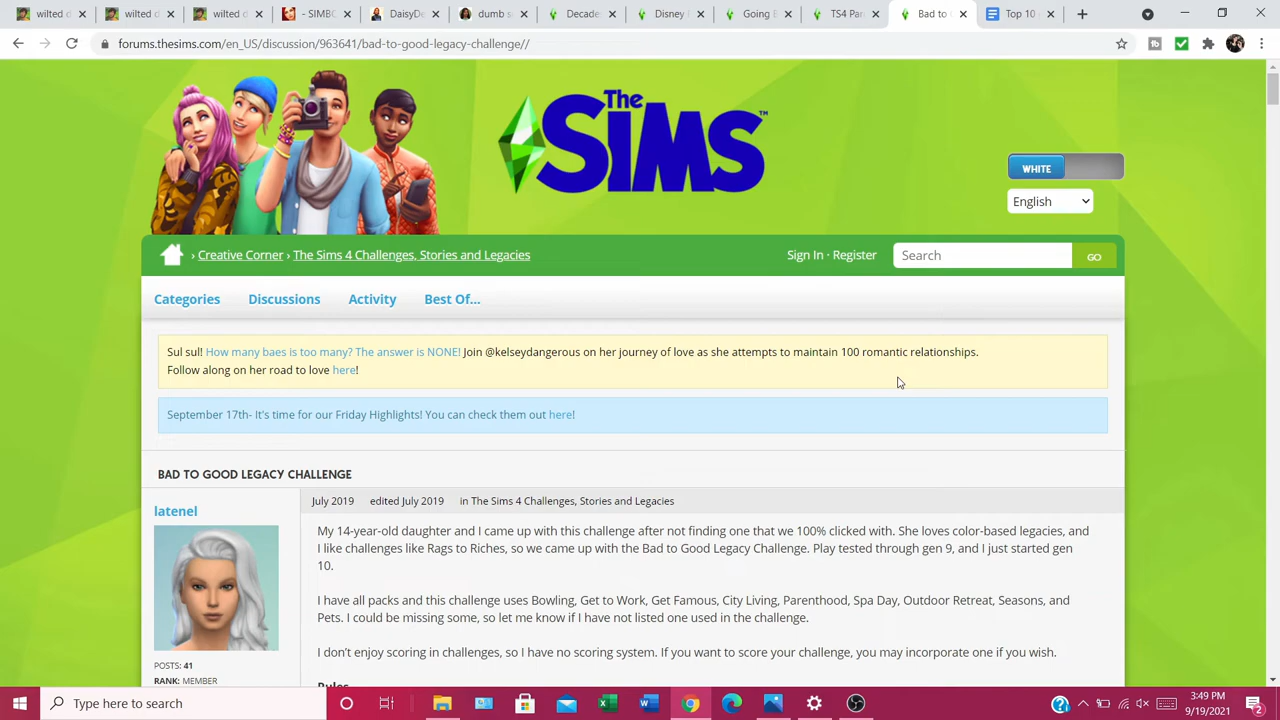 wilted d
wilted d
wilted d
- SIMBC
DaisyDe
dumb s
Decade
Disney
Going B
TS4 Par
Bad to
Top 10
forums.thesims.com/en_US/discussion/963641/bad-to-good-legacy-challenge//
The SIMS™
WHITE
English
› Creative Corner › The Sims 4 Challenges, Stories and Legacies
Sign In · Register
Search
GO
Categories
Discussions
Activity
Best Of...
Sul sul! How many baes is too many? The answer is NONE! Join @kelseydangerous on her journey of love as she attempts to maintain 100 romantic relationships.
Follow along on her road to love here!
September 17th- It's time for our Friday Highlights! You can check them out here!
BAD TO GOOD LEGACY CHALLENGE
latenel
July 2019 edited July 2019 in The Sims 4 Challenges, Stories and Legacies
My 14-year-old daughter and I came up with this challenge after not finding one that we 100% clicked with. She loves color-based legacies, and
I like challenges like Rags to Riches, so we came up with the Bad to Good Legacy Challenge. Play tested through gen 9, and I just started gen
10.
I have all packs and this challenge uses Bowling, Get to Work, Get Famous, City Living, Parenthood, Spa Day, Outdoor Retreat, Seasons, and
Pets. I could be missing some, so let me know if I have not listed one used in the challenge.
I don't enjoy scoring in challenges, so I have no scoring system. If you want to score your challenge, you may incorporate one if you wish.
POSTS: 41
RANK: MEMBER
Rules
Type here to search
3:49 PM
9/19/2021
2